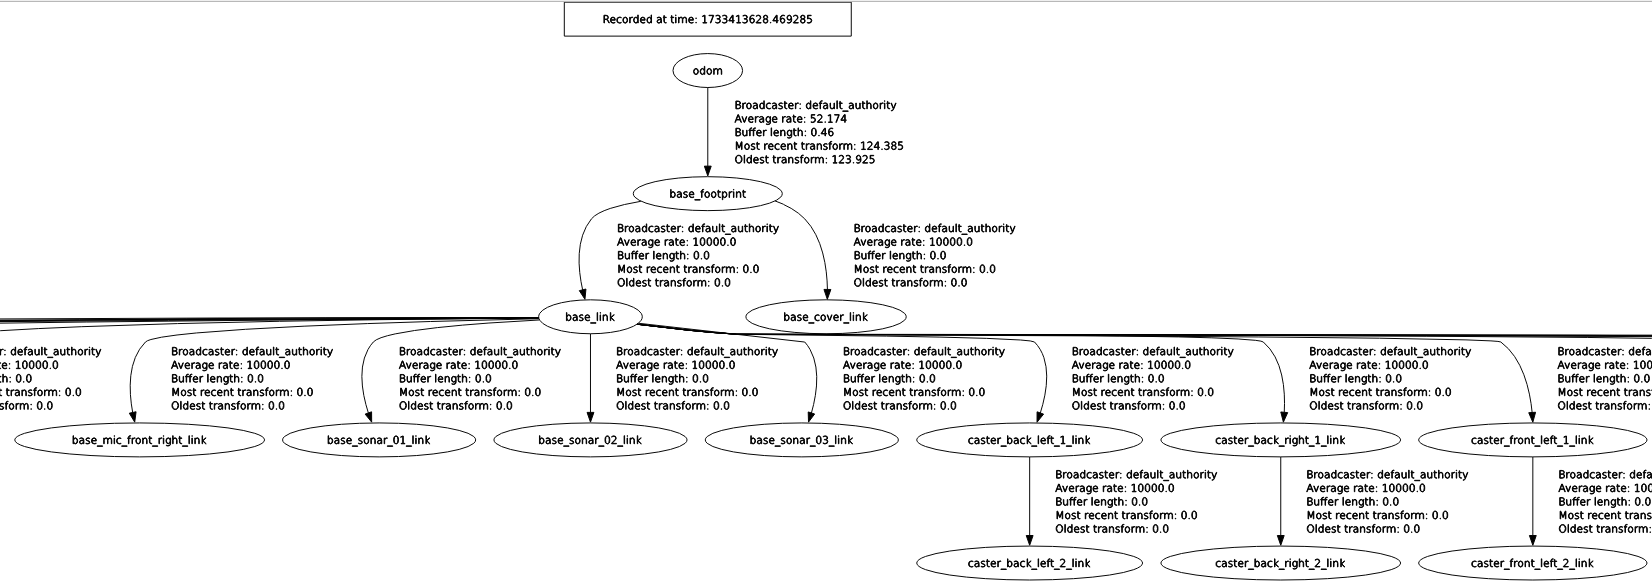 Recorded at time: 1733413628.469285
odom
Broadcaster: default_authority
Average rate: 52.174
Buffer length: 0.46
Most recent transform: 124.385
Oldest transform: 123.925
base_footprint
Broadcaster: default_authority
Average rate: 10000.0
Buffer length: 0.0
Most recent transform: 0.0
Oldest transform: 0.0
Broadcaster: default_authority
Average rate: 10000.0
Buffer length: 0.0
Most recent transform: 0.0
Oldest transform: 0.0
base_link
base_cover_link
r: default_authority
e: 10000.0
h: 0.0
t transform: 0.0
sform: 0.0
Broadcaster: default_authority
Average rate: 10000.0
Buffer length: 0.0
Most recent transform: 0.0
Oldest transform: 0.0
Broadcaster: default_authority
Average rate: 10000.0
Buffer length: 0.0
Most recent transform: 0.0
Oldest transform: 0.0
Broadcaster: default_authority
Average rate: 10000.0
Buffer length: 0.0
Most recent transform: 0.0
Oldest transform: 0.0
Broadcaster: default_authority
Average rate: 10000.0
Buffer length: 0.0
Most recent transform: 0.0
Oldest transform: 0.0
Broadcaster: default_authority
Average rate: 10000.0
Buffer length: 0.0
Most recent transform: 0.0
Oldest transform: 0.0
Broadcaster: default_authority
Average rate: 10000.0
Buffer length: 0.0
Most recent transform: 0.0
Oldest transform: 0.0
Broadcaster: defa
Average rate: 100
Buffer length: 0.0
Most recent trans
Oldest transform:
base_mic_front_right_link
base_sonar_01_link
base_sonar_02_link
base_sonar_03_link
caster_back_left_1_link
caster_back_right_1_link
caster_front_left_1_link
Broadcaster: default_authority
Average rate: 10000.0
Buffer length: 0.0
Most recent transform: 0.0
Oldest transform: 0.0
Broadcaster: default_authority
Average rate: 10000.0
Buffer length: 0.0
Most recent transform: 0.0
Oldest transform: 0.0
Broadcaster: defa
Average rate: 100
Buffer length: 0.0
Most recent trans
Oldest transform:
caster_back_left_2_link
caster_back_right_2_link
caster_front_left_2_link